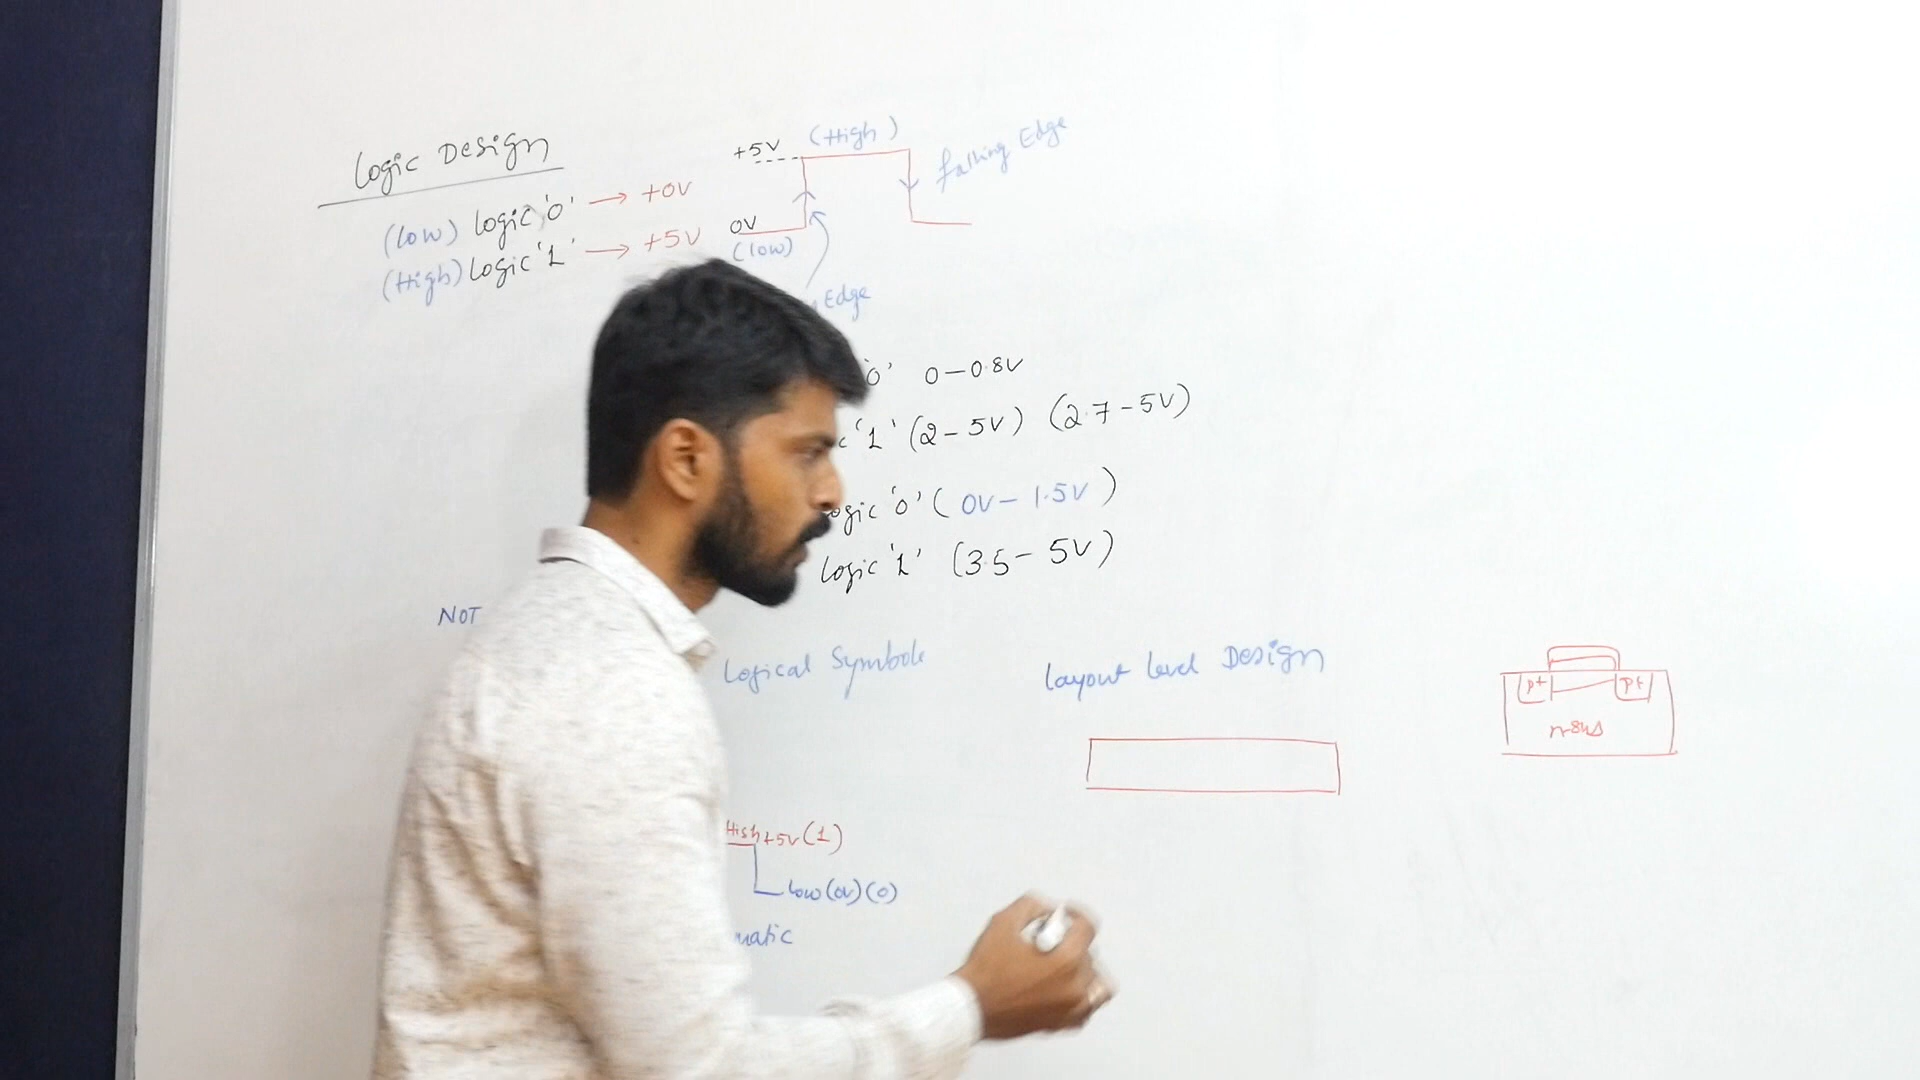 Logic Design
(low) logic '0' → +0V
(High) logic '1' → +5V
+5V (High)
falling Edge
0V
(low)
Edge
'0' 0-0.8V
c '1' (2-5V) (2.7-5V)
ogic '0' (0V-1.5V)
logic '1' (3.5-5V)
NOT
Logical Symbols
Layout level Design
P+ P+
High +5V (1)
low (0V) (0)
matic